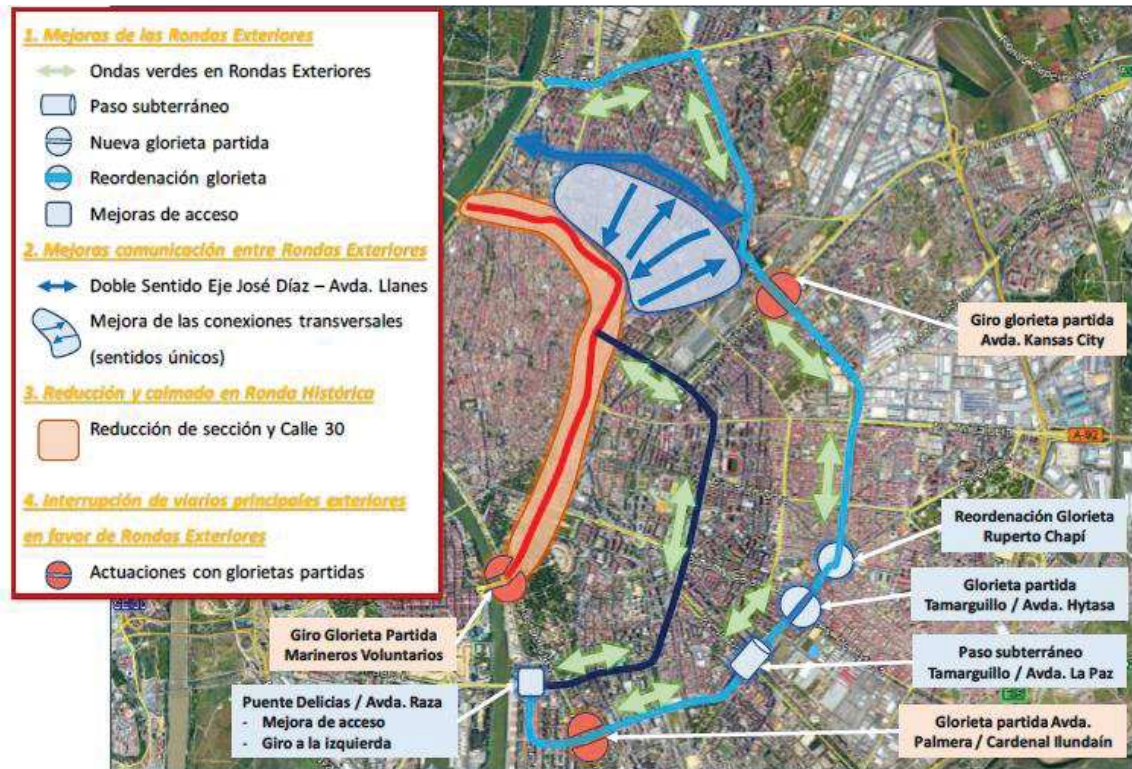 1. Mejoras de las Rondas Exteriores
Ondas verdes en Rondas Exteriores
Paso subterráneo
Nueva glorieta partida
Reordenación glorieta
Mejoras de acceso
2. Mejoras comunicación entre Rondas Exteriores
Doble Sentido Eje José Díaz – Avda. Llanes
Mejora de las conexiones transversales
(sentidos únicos)
3. Reducción y calmado en Ronda Histórica
Reducción de sección y Calle 30
4. Interrupción de viarios principales exteriores
en favor de Rondas Exteriores
Actuaciones con glorietas partidas
Giro glorieta partida
Avda. Kansas City
A-92
Reordenación Glorieta
Ruperto Chapí
Glorieta partida
Tamarguillo / Avda. Hytasa
Paso subterráneo
Tamarguillo / Avda. La Paz
Glorieta partida Avda.
Palmera / Cardenal Ilundaín
Giro Glorieta Partida
Marineros Voluntarios
Puente Delicias / Avda. Raza
- Mejora de acceso
- Giro a la izquierda